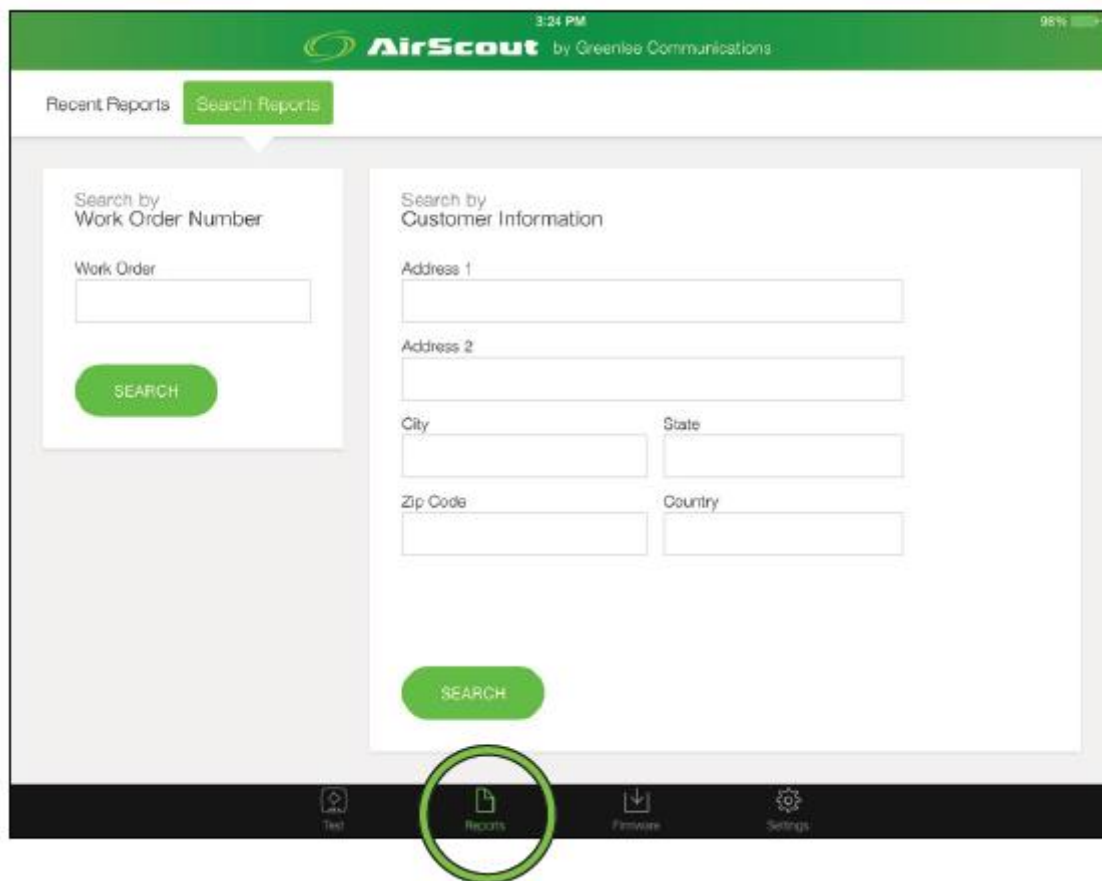 3:24 PM
98%
AirScout by Greenlee Communications
Recent Reports
Search Reports
Search by
Work Order Number
Work Order
SEARCH
Search by
Customer Information
Address 1
Address 2
City
State
Zip Code
Country
SEARCH
Test
Reports
Firmware
Settings